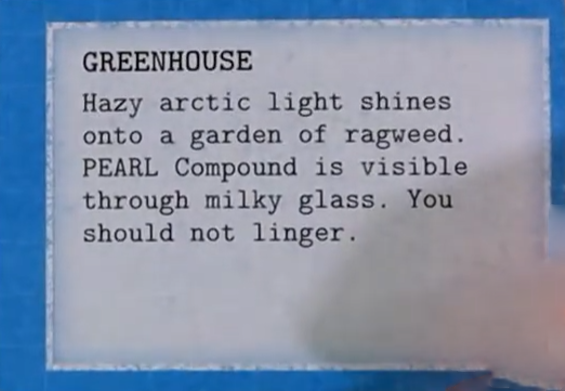 GREENHOUSE
Hazy arctic light shines
onto a garden of ragweed.
PEARL Compound is visible
through milky glass. You
should not linger.